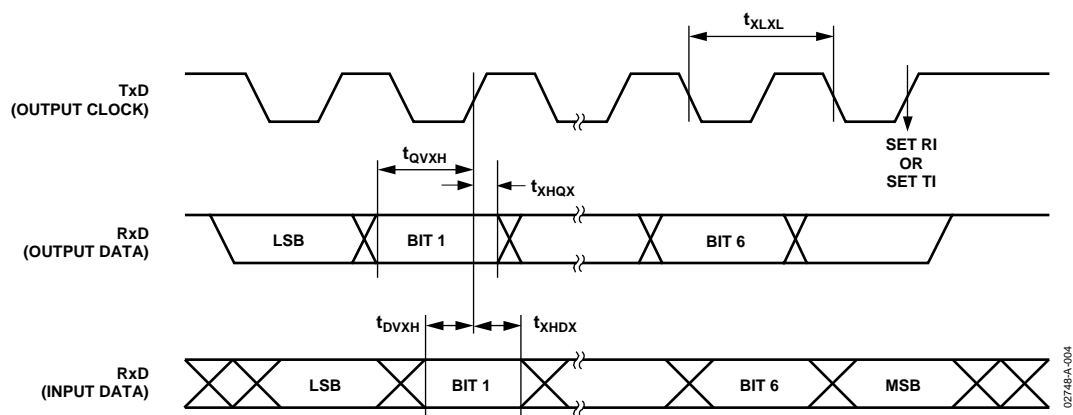 tXLXL
TxD
(OUTPUT CLOCK)
SET RI
OR
SET TI
tQVXH
tXHQX
RxD
(OUTPUT DATA)
LSB
BIT 1
BIT 6
tDVXH
tXHDX
RxD
(INPUT DATA)
LSB
BIT 1
BIT 6
MSB
02748-A-004